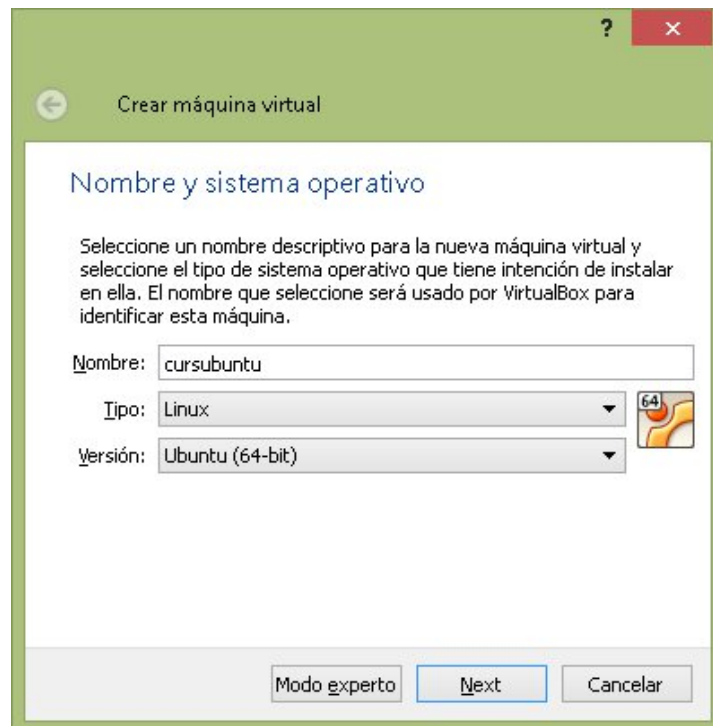 ?
Crear máquina virtual
Nombre y sistema operativo
Seleccione un nombre descriptivo para la nueva máquina virtual y
seleccione el tipo de sistema operativo que tiene intención de instalar
en ella. El nombre que seleccione será usado por VirtualBox para
identificar esta máquina.
Nombre: cursubuntu
Tipo: Linux
64
Versión: Ubuntu (64-bit)
Modo experto Next Cancelar